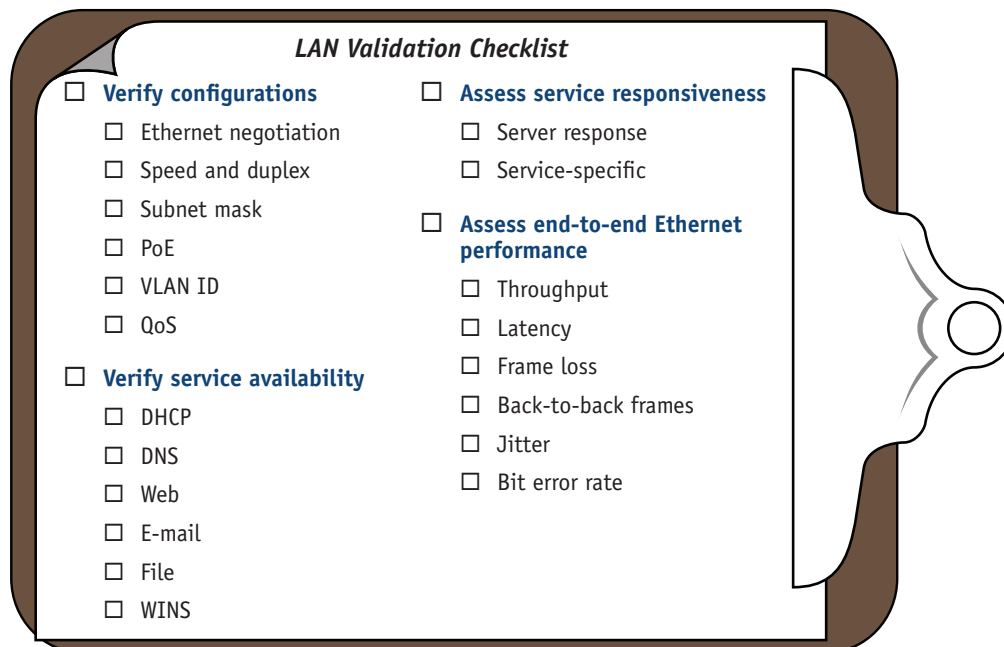 LAN Validation Checklist
Verify configurations
Ethernet negotiation
Speed and duplex
Subnet mask
PoE
VLAN ID
QoS
Verify service availability
DHCP
DNS
Web
E-mail
File
WINS
Assess service responsiveness
Server response
Service-specific
Assess end-to-end Ethernet
performance
Throughput
Latency
Frame loss
Back-to-back frames
Jitter
Bit error rate